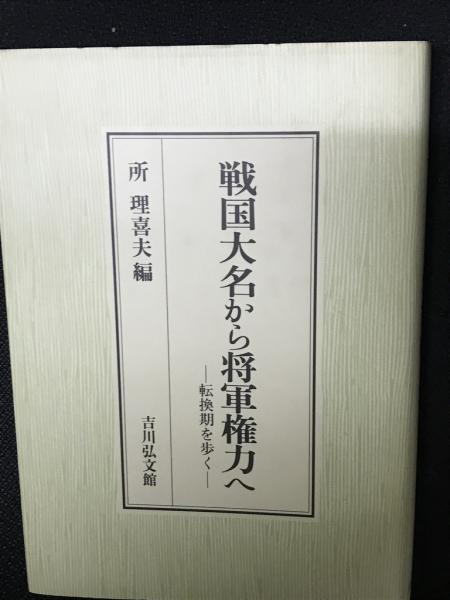 戦国大名から将軍権力へ
―転換期を歩く―
所 理喜夫 編
吉川弘文館